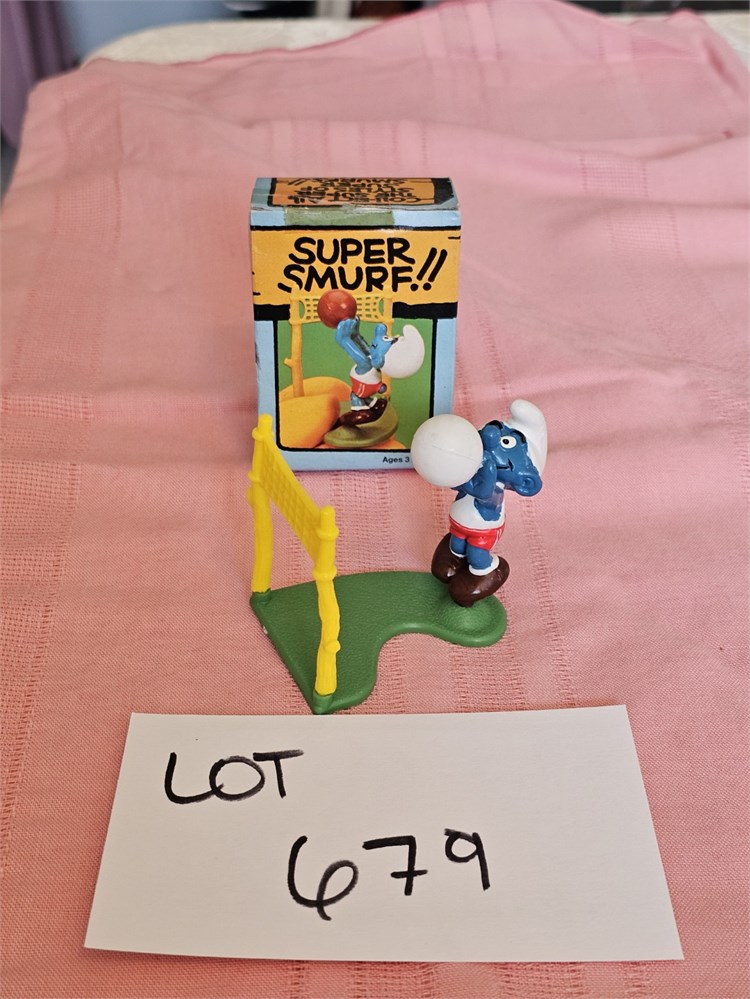 SUPER
SMURF!!
Ages 3
LOT
679